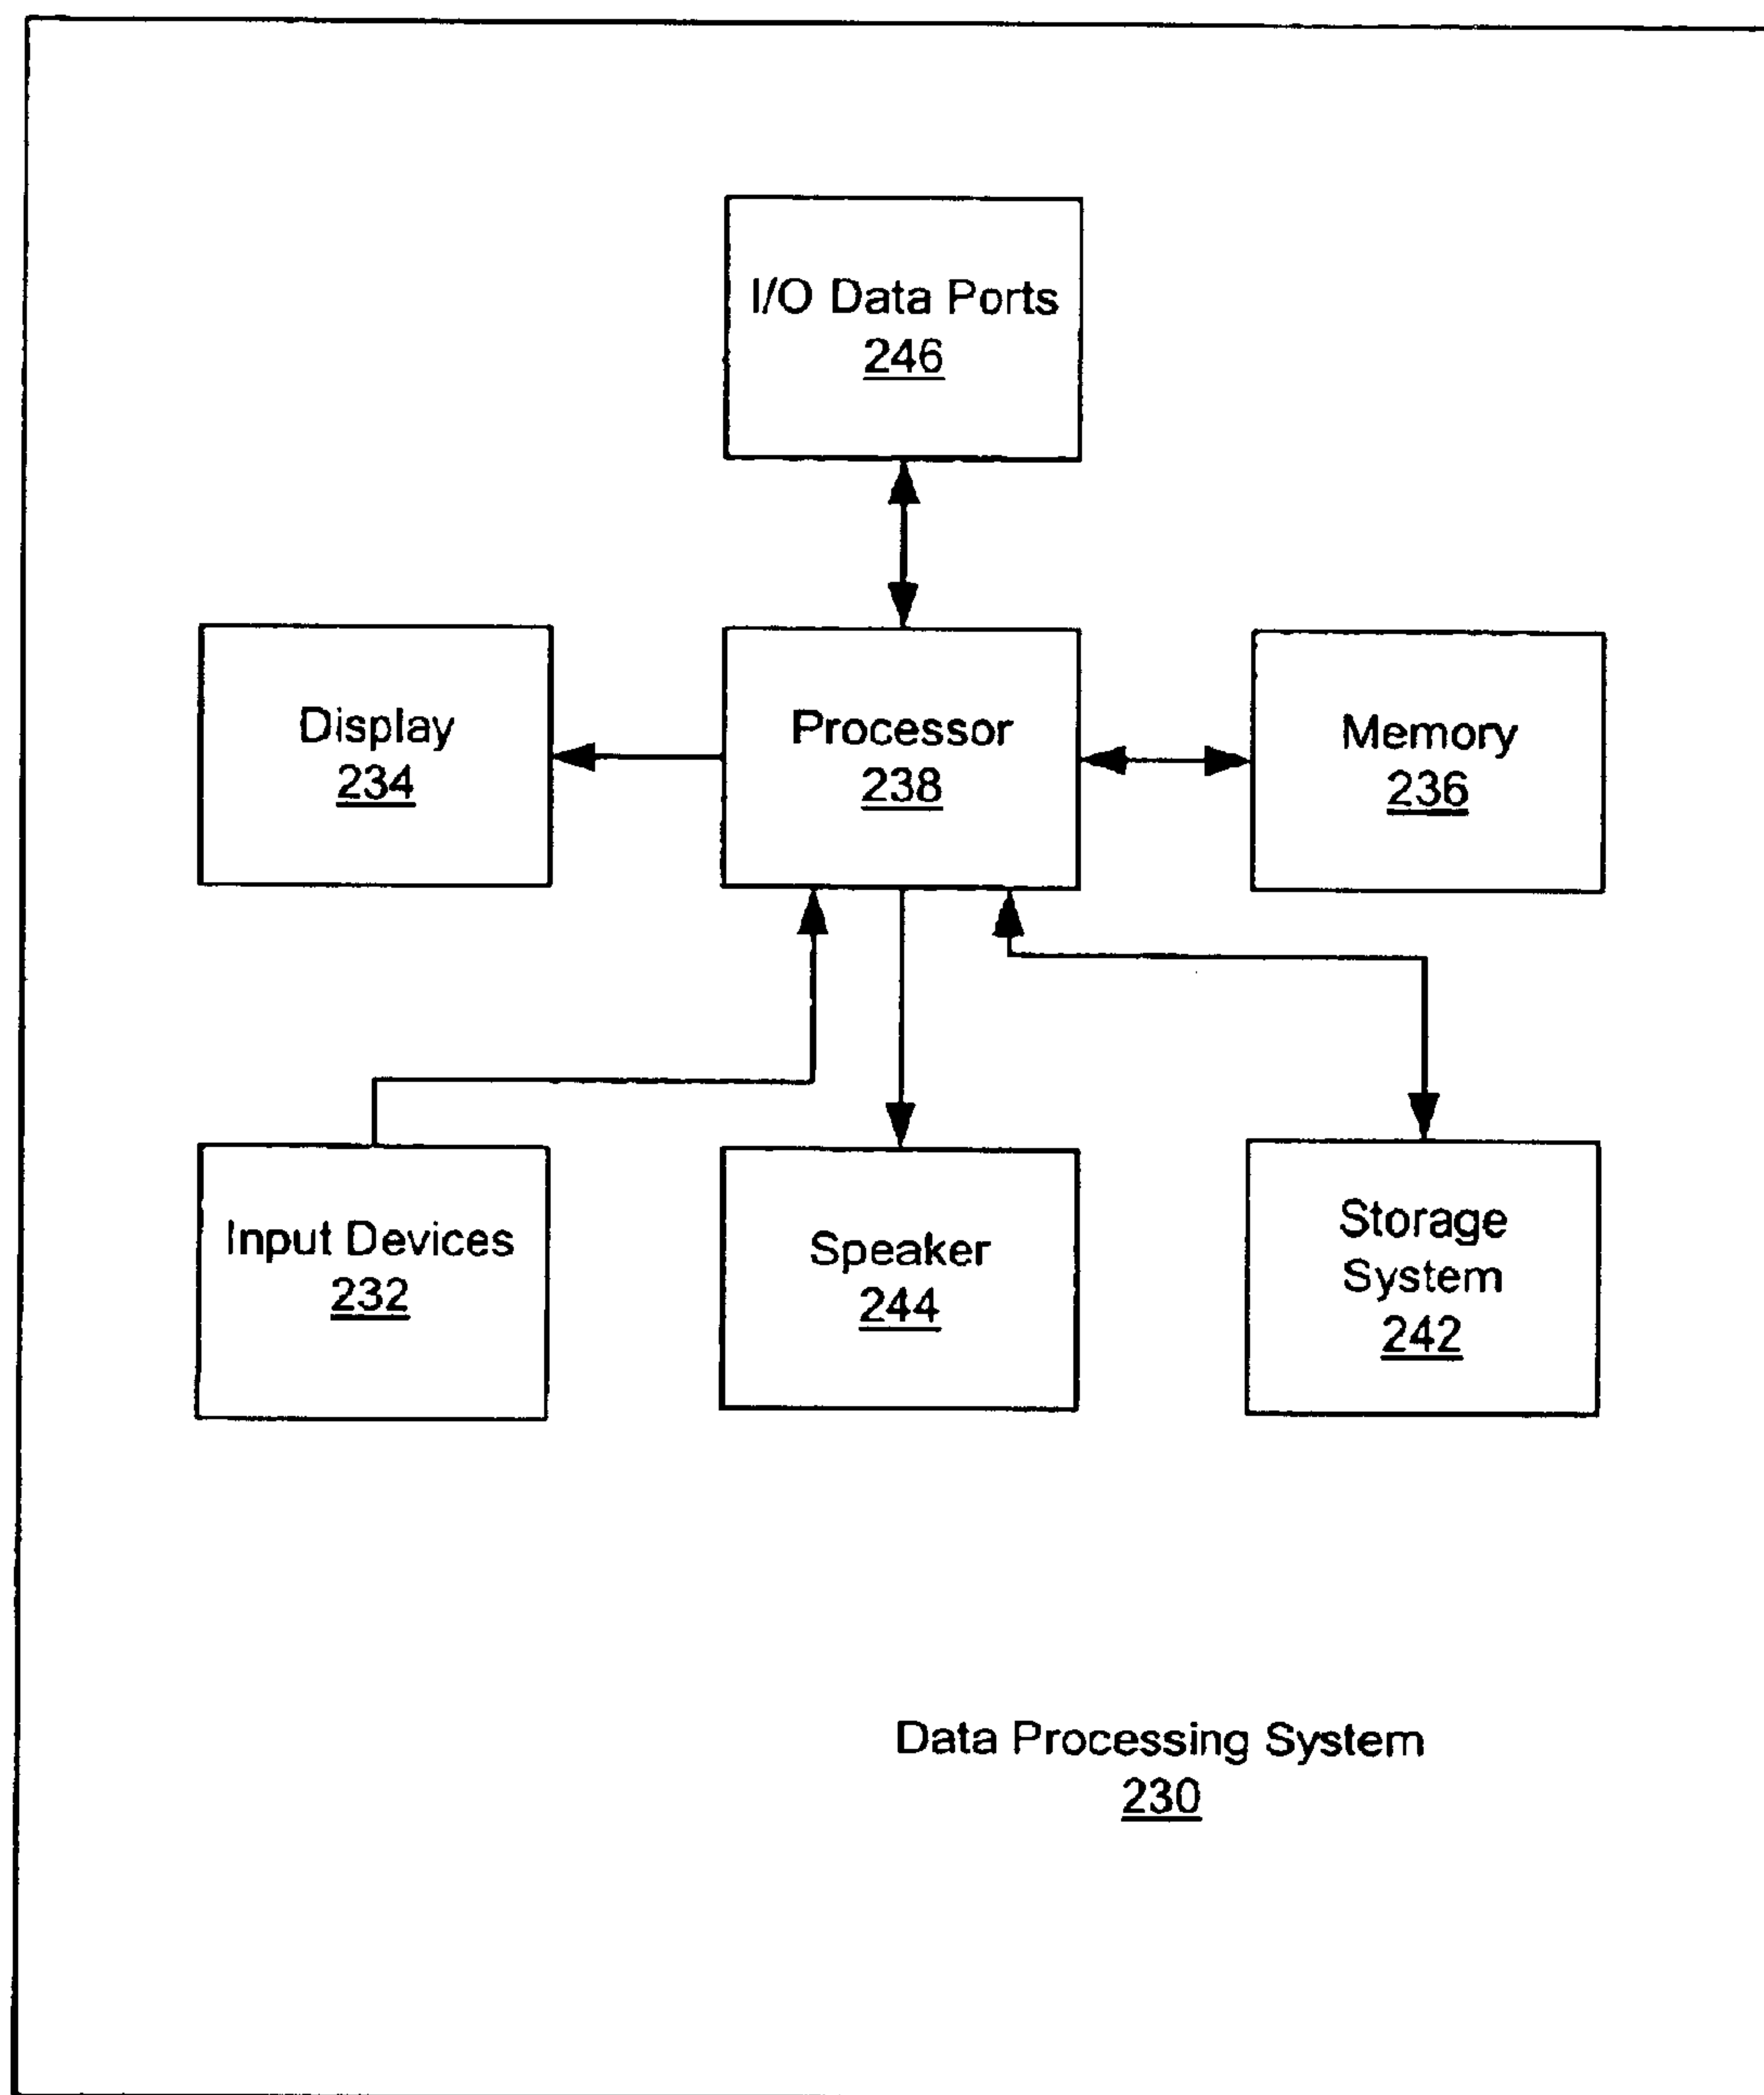 I/O Data Ports
246
Display
234
Processor
238
Memory
236
Input Devices
232
Speaker
244
Storage
System
242
Data Processing System
230